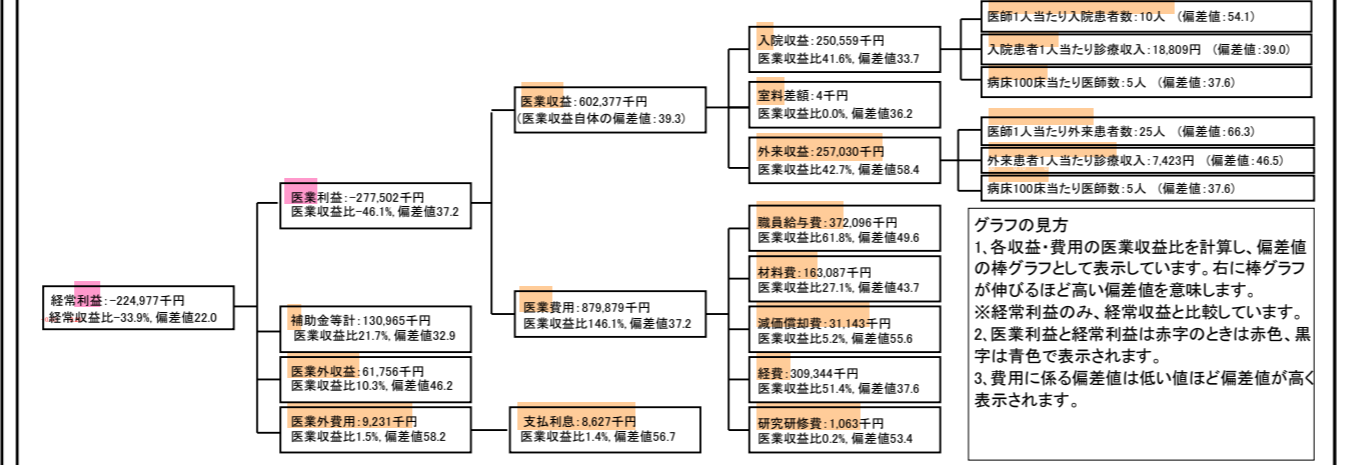 経常利益:-224,977千円
経常収益比-33.9%, 偏差値22.0
医業利益:-277,502千円
医業収益比-46.1%, 偏差値37.2
補助金等計:130,965千円
医業収益比21.7%, 偏差値32.9
医業外収益:61,756千円
医業収益比10.3%, 偏差値46.2
医業外費用:9,231千円
医業収益比1.5%, 偏差値58.2
支払利息:8,627千円
医業収益比1.4%, 偏差値56.7
医業収益:602,377千円
(医業収益自体の偏差値:39.3)
医業費用:879,879千円
医業収益比146.1%, 偏差値37.2
入院収益:250,559千円
医業収益比41.6%, 偏差値33.7
室料差額:4千円
医業収益比0.0%, 偏差値36.2
外来収益:257,030千円
医業収益比42.7%, 偏差値58.4
職員給与費:372,096千円
医業収益比61.8%, 偏差値49.6
材料費:163,087千円
医業収益比27.1%, 偏差値43.7
減価償却費:31,143千円
医業収益比5.2%, 偏差値55.6
経費:309,344千円
医業収益比51.4%, 偏差値37.6
研究研修費:1,063千円
医業収益比0.2%, 偏差値53.4
医師1人当たり入院患者数:10人 (偏差値:54.1)
入院患者1人当たり診療収入:18,809円 (偏差値:39.0)
病床100床当たり医師数:5人 (偏差値:37.6)
医師1人当たり外来患者数:25人 (偏差値:66.3)
外来患者1人当たり診療収入:7,423円 (偏差値:46.5)
病床100床当たり医師数:5人 (偏差値:37.6)
グラフの見方
1、各収益・費用の医業収益比を計算し、偏差値
の棒グラフとして表示しています。右に棒グラフ
が伸びるほど高い偏差値を意味します。
※経常利益のみ、経常収益と比較しています。
2、医業利益と経常利益は赤字のときは赤色、黒
字は青色で表示されます。
3、費用に係る偏差値は低い値ほど偏差値が高く
表示されます。